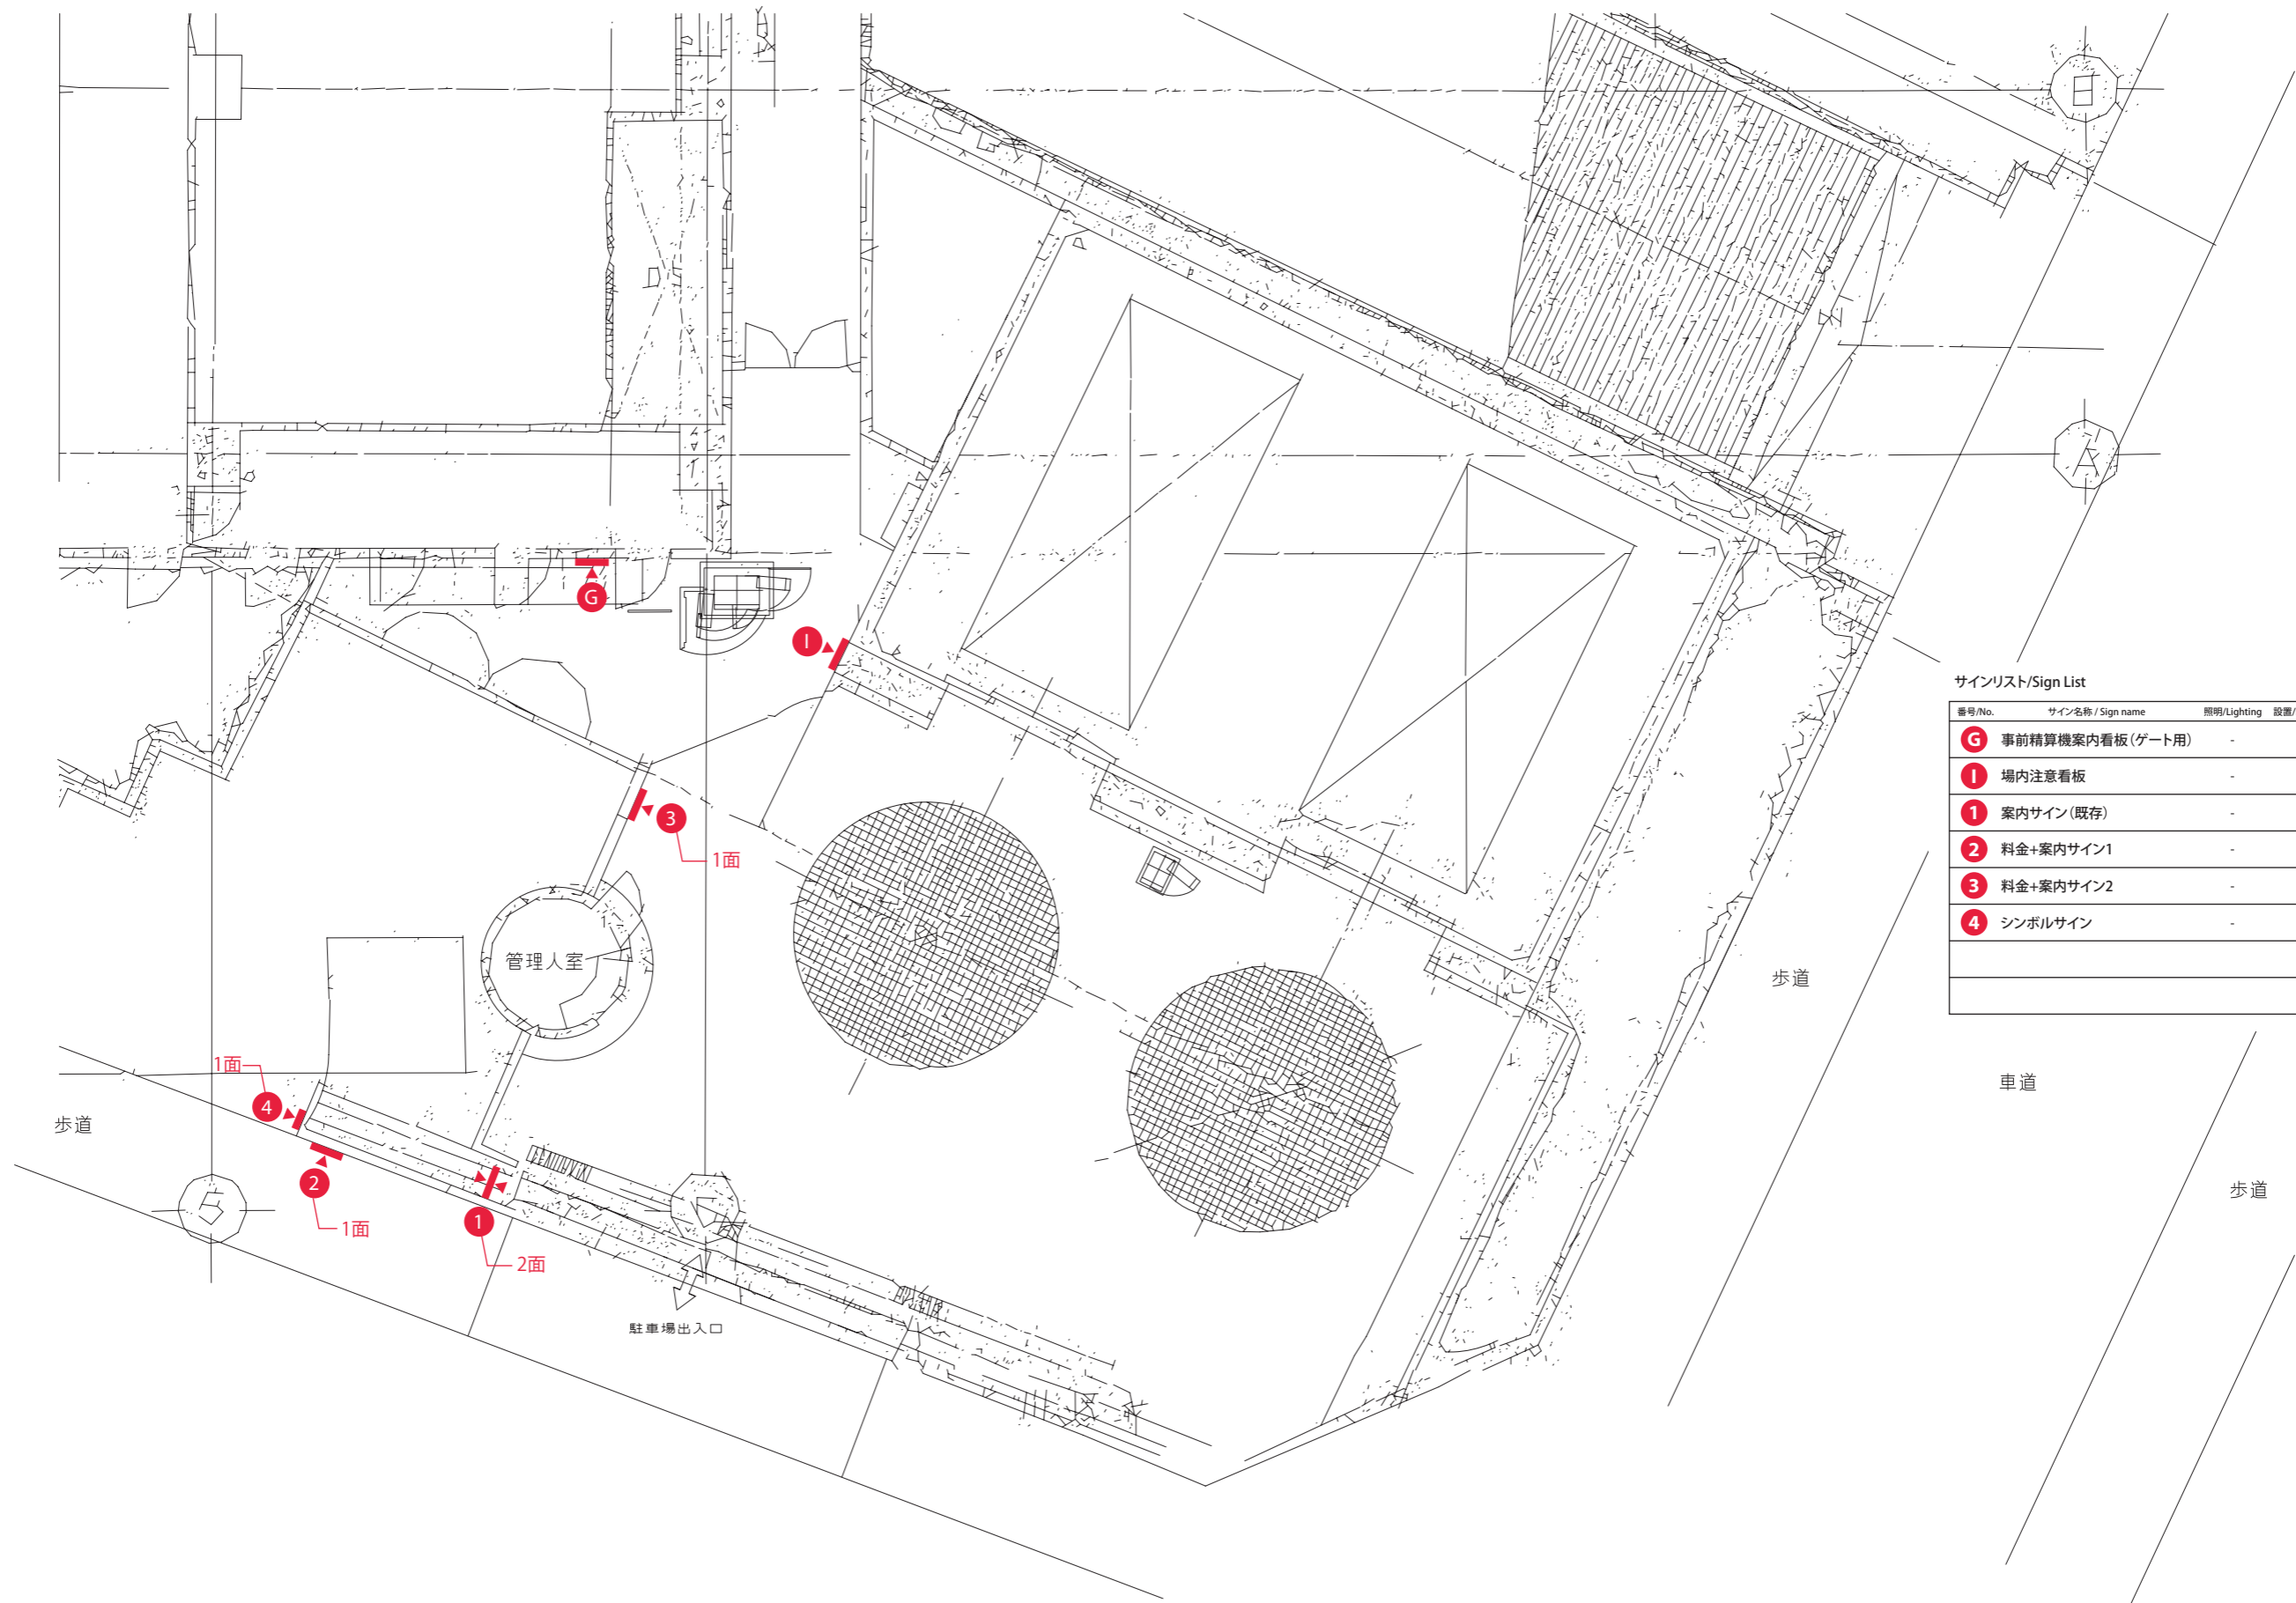 B
A
G
I
3
1面
サインリスト/Sign List
番号/No. サイン名称 / Sign name 照明/Lighting 設置/
G 事前精算機案内看板(ゲート用) -
I 場内注意看板 -
1 案内サイン(既存) -
2 料金+案内サイン1 -
3 料金+案内サイン2 -
4 シンボルサイン -
管理人室
歩道
車道
歩道
1面
4
歩道
2
1面
1
2面
駐車場出入口